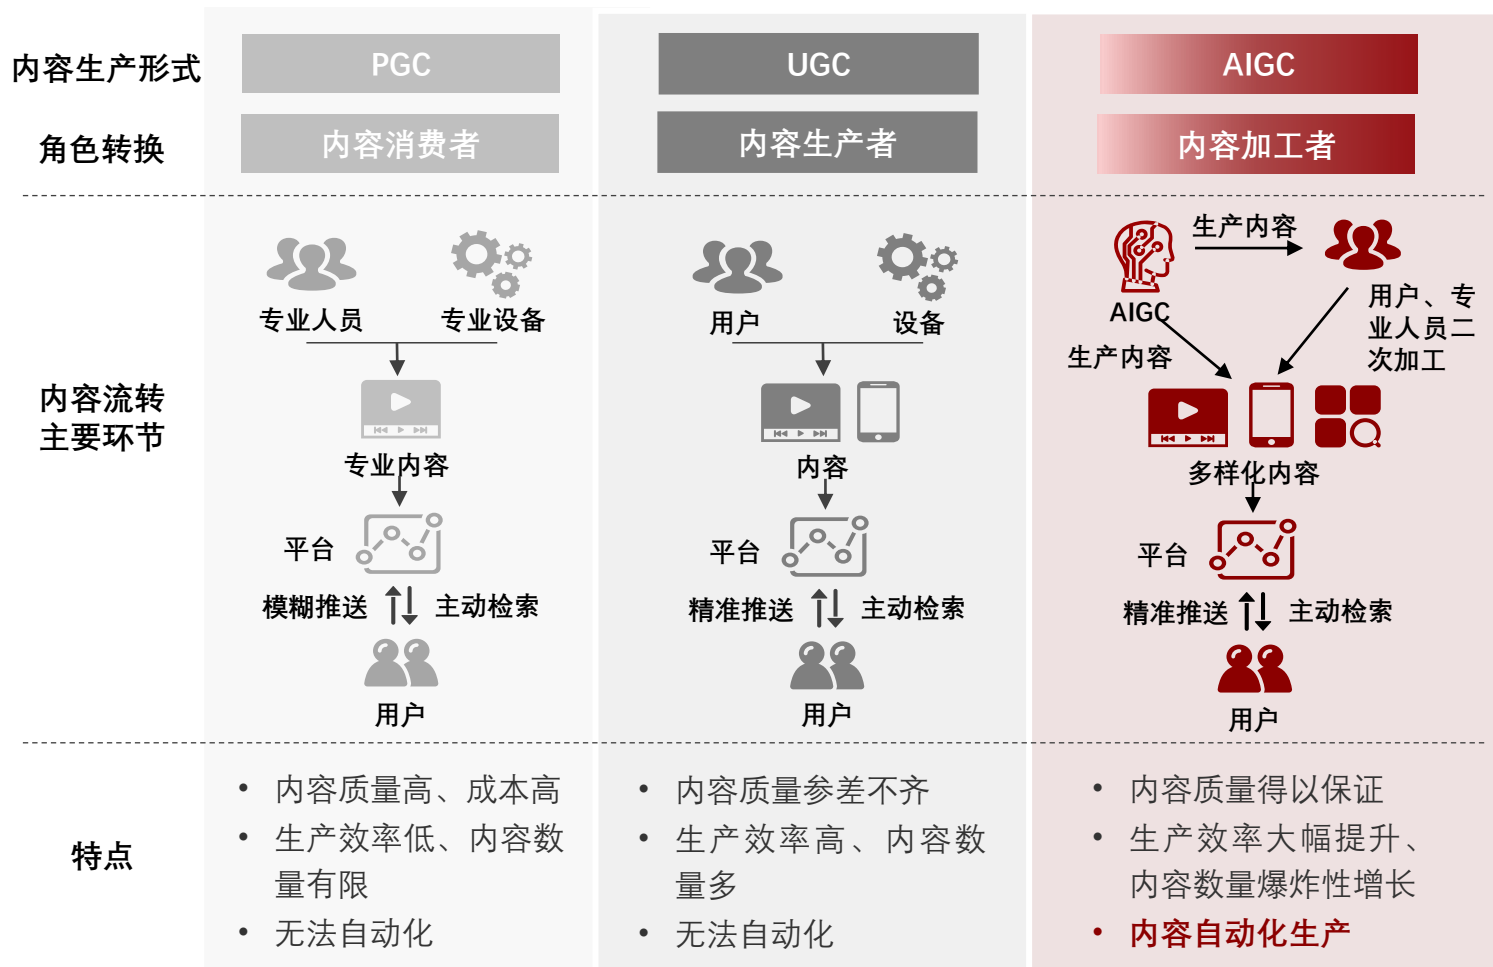 内容生产形式
PGC
UGC
AIGC
角色转换
内容消费者
内容生产者
内容加工者
内容流转
主要环节
专业人员
专业设备
专业内容
平台
模糊推送
主动检索
用户
用户
设备
内容
平台
精准推送
主动检索
用户
生产内容
AIGC
用户、专
业人员二
次加工
生产内容
多样化内容
平台
精准推送
主动检索
用户
特点
• 内容质量高、成本高
• 生产效率低、内容数
量有限
• 无法自动化
• 内容质量参差不齐
• 生产效率高、内容数
量多
• 无法自动化
• 内容质量得以保证
• 生产效率大幅提升、
内容数量爆炸性增长
• 内容自动化生产